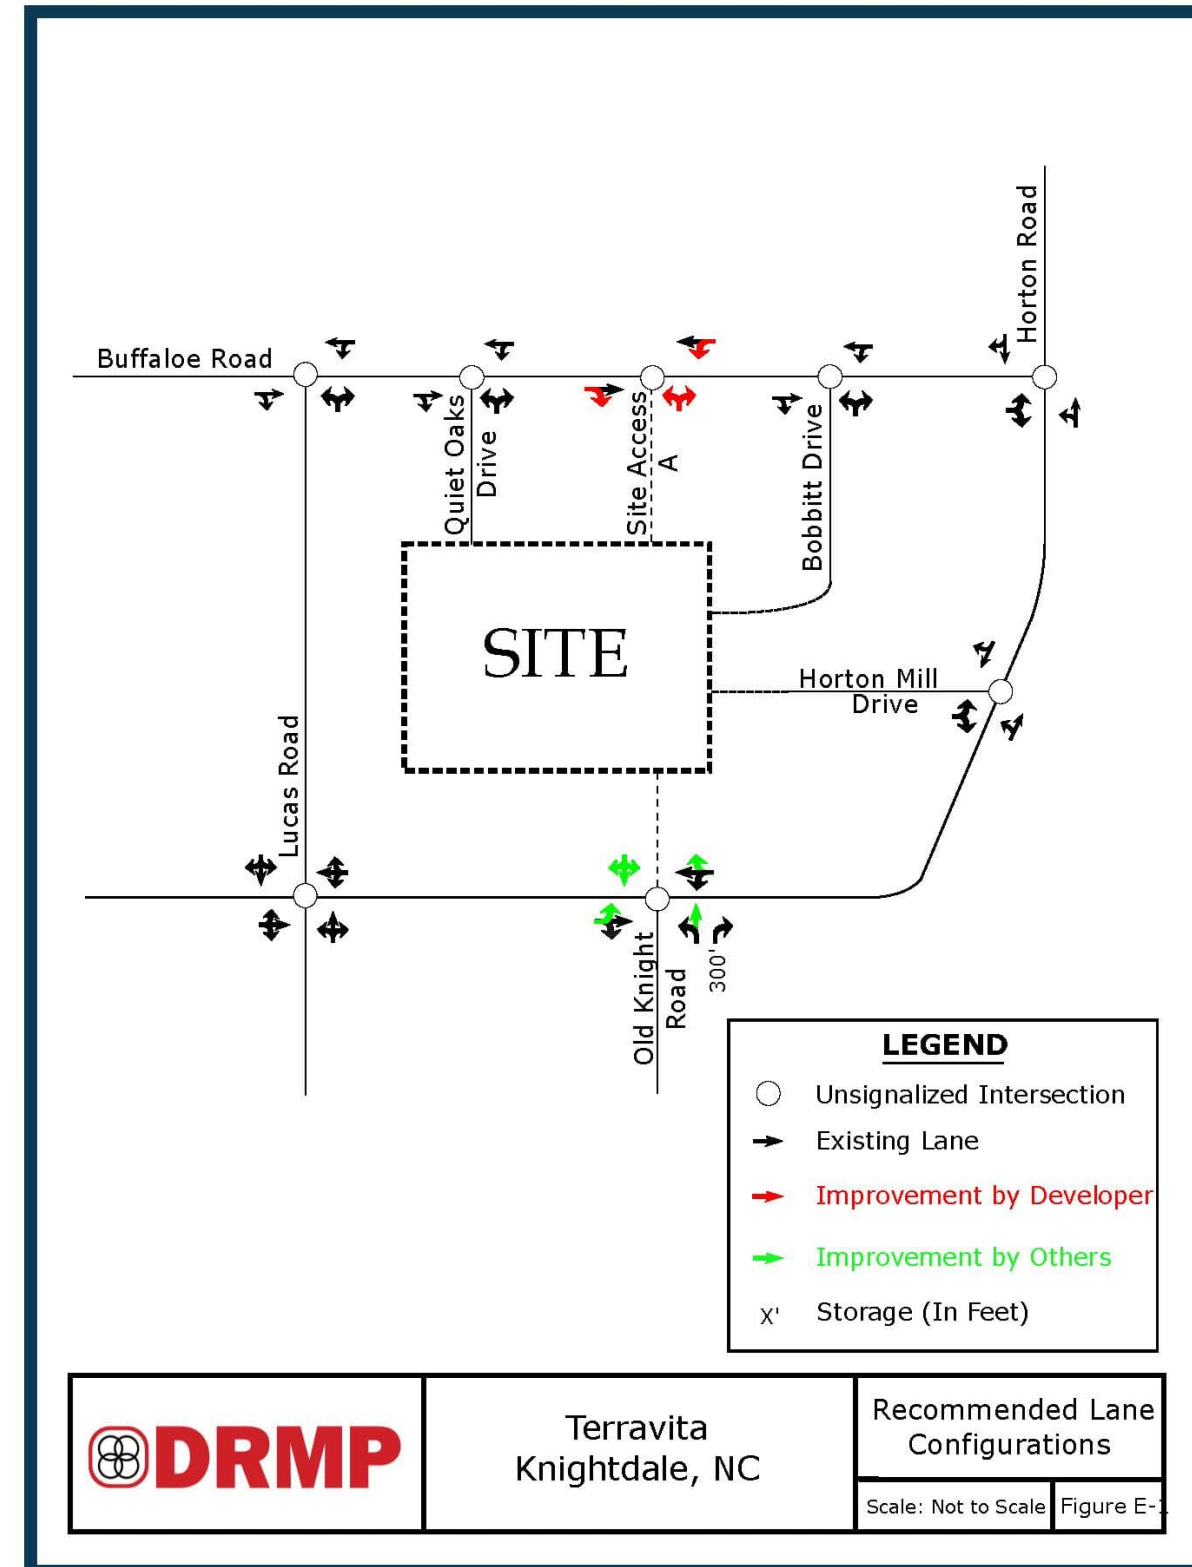 Horton Road
Buffaloe Road
Quiet Oaks
Drive
Site Access
A
Bobbitt Drive
SITE
Horton Mill
Drive
Lucas Road
Old Knight
Road
300'
LEGEND
Unsignalized Intersection
Existing Lane
Improvement by Developer
Improvement by Others
X' Storage (In Feet)
DRMP
Terravita
Knightdale, NC
Recommended Lane
Configurations
Scale: Not to Scale
Figure E-1